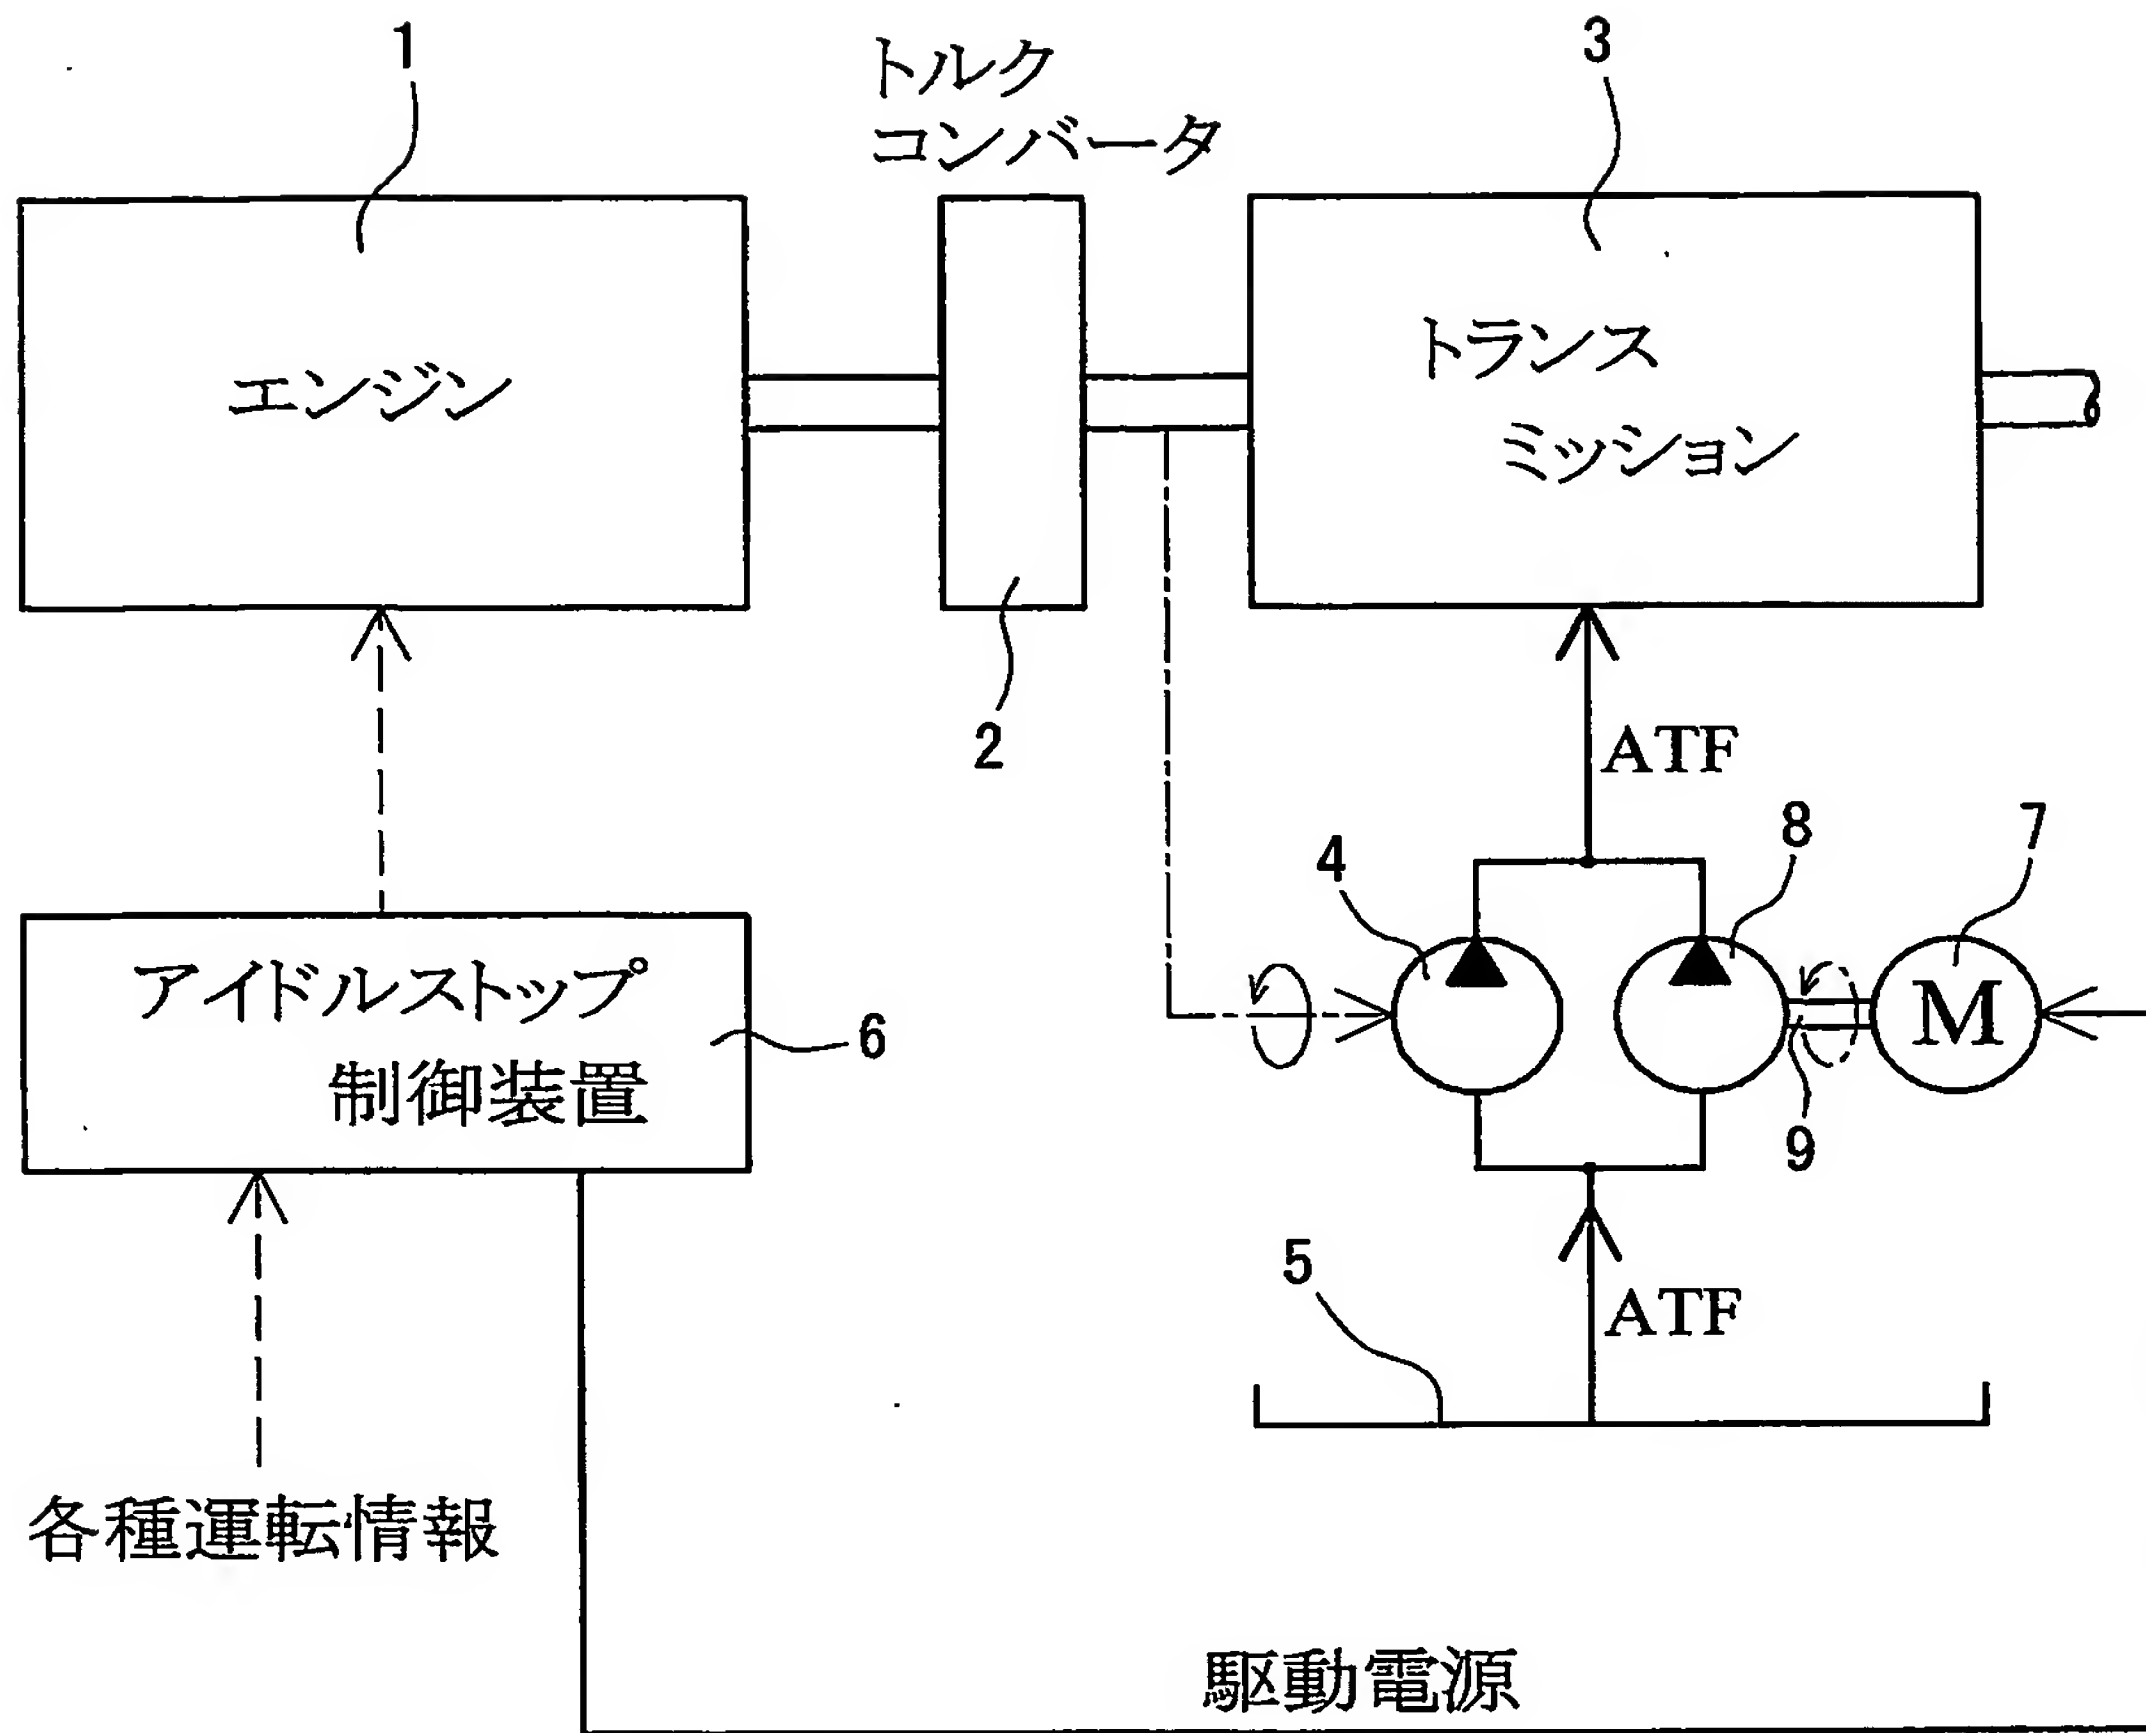 1
トルク
コンバータ
3
エンジン
トランス
ミッション
2
ATF
4
8
7
アイドルストップ
制御装置
6
M
9
5
ATF
各種運転情報
駆動電源